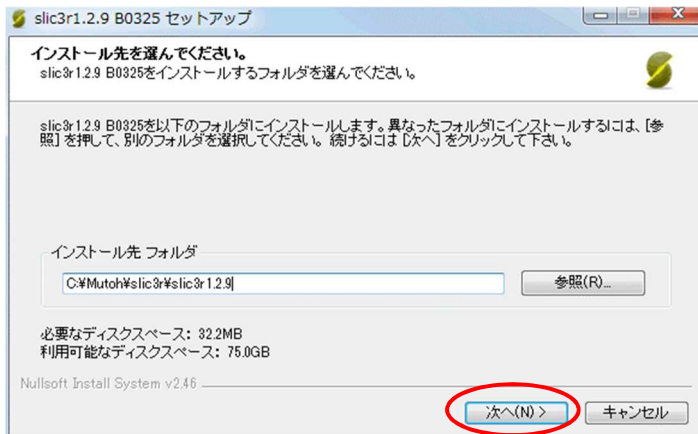 slic3r1.2.9 B0325 セットアップ
インストール先を選んでください。
slic3r1.2.9 B0325をインストールするフォルダを選んでください。
slic3r1.2.9 B0325を以下のフォルダにインストールします。異なったフォルダにインストールするには、[参
照] を押して、別のフォルダを選択してください。 続けるには [次へ] をクリックして下さい。
インストール先 フォルダ
C:¥Mutoh¥slic3r¥slic3r1.2.9
参照(R)...
必要なディスクスペース: 32.2MB
利用可能なディスクスペース: 75.0GB
Nullsoft Install System v2.46
次へ(N) >
キャンセル